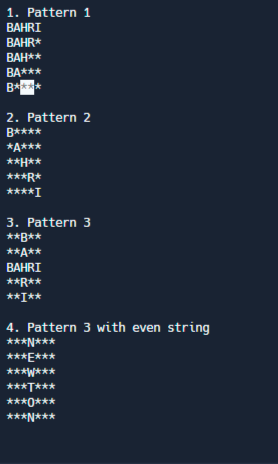 1. Pattern 1
BAHRI
BAHR*
BAH**
BA***
B****
2. Pattern 2
B****
*A***
**H**
***R*
****I
3. Pattern 3
**B**
**A**
BAHRI
**R**
**I**
4. Pattern 3 with even string
***N***
***E***
***W***
***T***
***O***
***N***